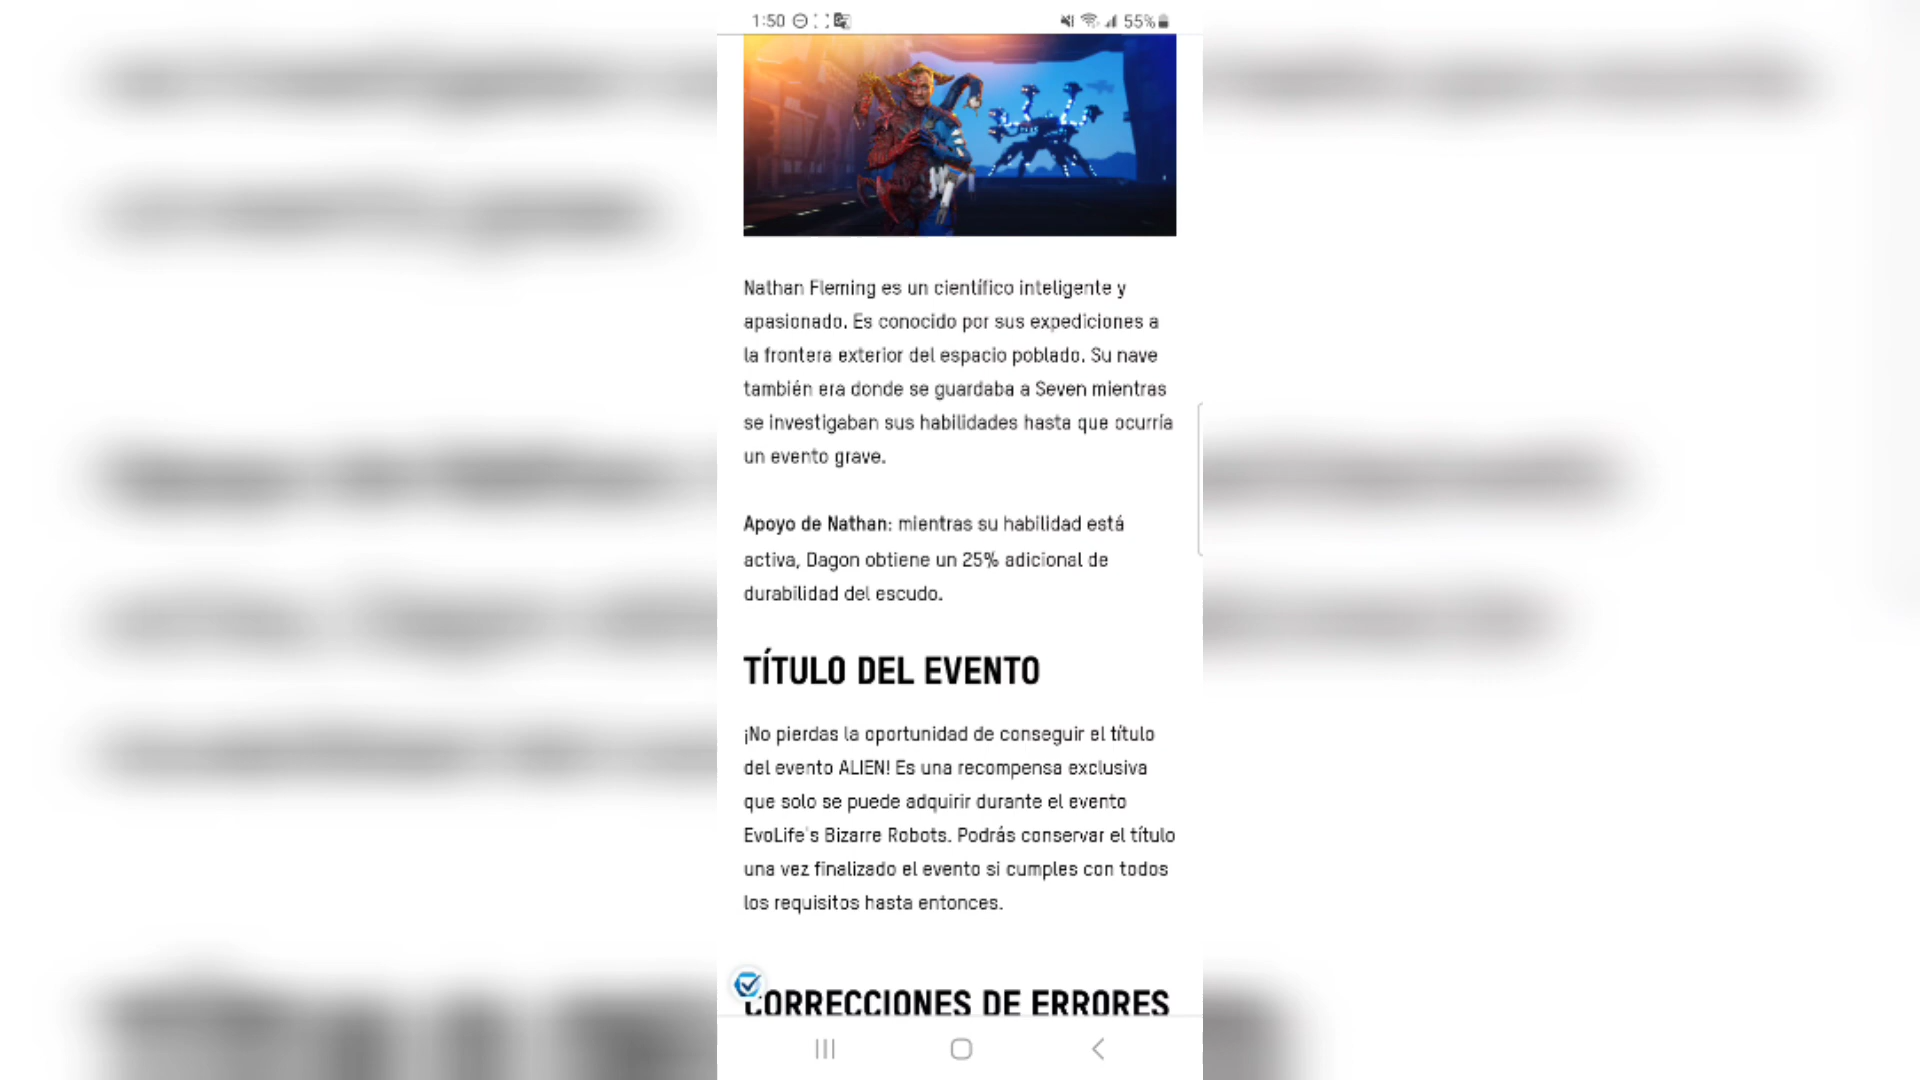 1:50
55%
Nathan Fleming es un científico inteligente y
apasionado. Es conocido por sus expediciones a
la frontera exterior del espacio poblado. Su nave
también era donde se guardaba a Seven mientras
se investigaban sus habilidades hasta que ocurría
un evento grave.
Apoyo de Nathan: mientras su habilidad está
activa, Dagon obtiene un 25% adicional de
durabilidad del escudo.
TÍTULO DEL EVENTO
¡No pierdas la oportunidad de conseguir el título
del evento ALIEN! Es una recompensa exclusiva
que solo se puede adquirir durante el evento
EvoLife's Bizarre Robots. Podrás conservar el título
una vez finalizado el evento si cumples con todos
los requisitos hasta entonces.
CORRECCIONES DE ERRORES